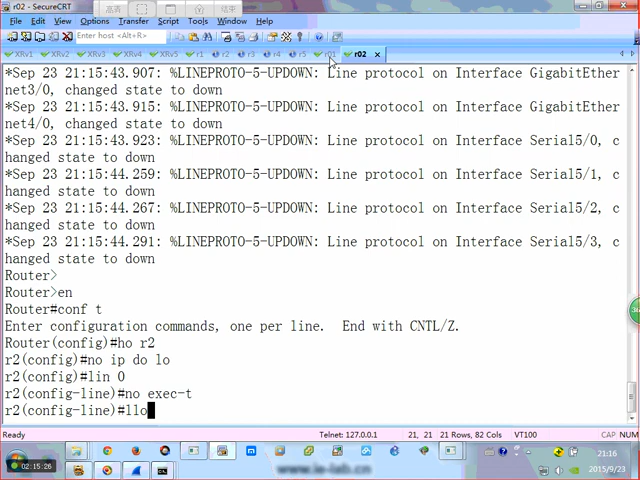 r02 - SecureCRT
高清
结束
File Edit View Options Transfer Script Tools Window Help
Enter host <Alt+R>
XRv1 XRv2 XRv3 XRv4 XRv5 r1 r2 r3 r4 r5 r01 r02
*Sep 23 21:15:43.907: %LINEPROTO-5-UPDOWN: Line protocol on Interface GigabitEther
net3/0, changed state to down
*Sep 23 21:15:43.915: %LINEPROTO-5-UPDOWN: Line protocol on Interface GigabitEther
net4/0, changed state to down
*Sep 23 21:15:43.923: %LINEPROTO-5-UPDOWN: Line protocol on Interface Serial5/0, c
hanged state to down
*Sep 23 21:15:44.259: %LINEPROTO-5-UPDOWN: Line protocol on Interface Serial5/1, c
hanged state to down
*Sep 23 21:15:44.267: %LINEPROTO-5-UPDOWN: Line protocol on Interface Serial5/2, c
hanged state to down
*Sep 23 21:15:44.291: %LINEPROTO-5-UPDOWN: Line protocol on Interface Serial5/3, c
hanged state to down
Router>
Router>en
Router#conf t
Enter configuration commands, one per line.  End with CNTL/Z.
Router(config)#ho r2
r2(config)#no ip do lo
r2(config)#lin 0
r2(config-line)#no exec-t
r2(config-line)#llo
Ready Telnet: 127.0.0.1 21, 21 21 Rows, 82 Cols VT100 CAP NUM
02:15:26
www.ie-lab.cn
21:16
2015/9/23